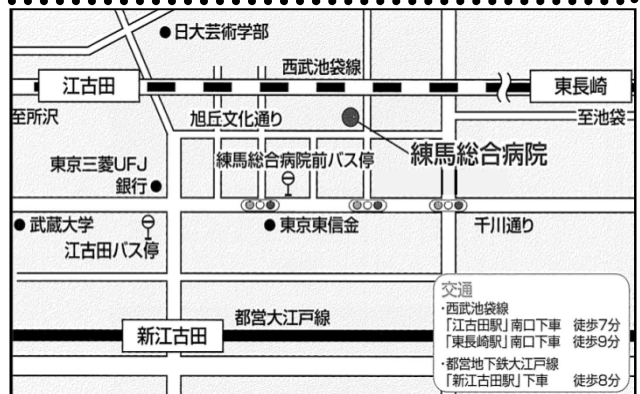 日大芸術学部
西武池袋線
江古田
東長崎
至所沢
旭丘文化通り
至池袋
練馬総合病院
東京三菱UFJ
銀行
練馬総合病院前バス停
武蔵大学
江古田バス停
東京東信金
千川通り
都営大江戸線
新江古田
交通
・西武池袋線
「江古田駅」南口下車 徒歩7分
「東長崎駅」南口下車 徒歩9分
・都営地下鉄大江戸線
「新江古田駅」下車 徒歩8分